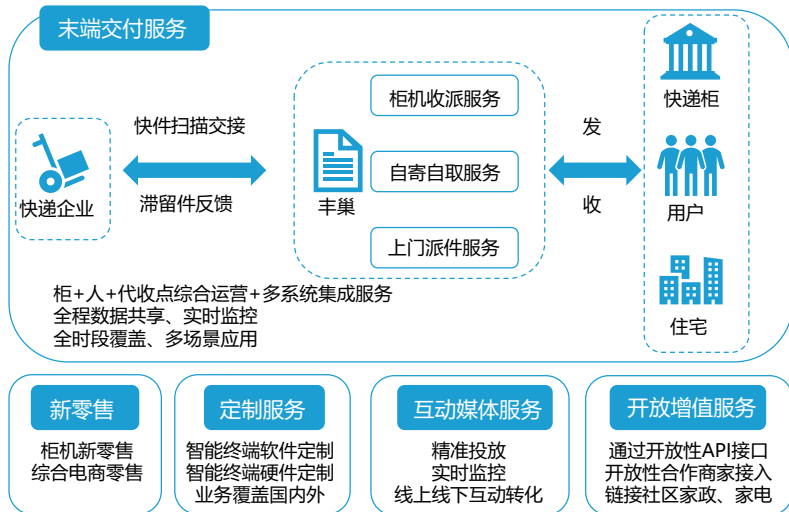 末端交付服务
快递企业
快件扫描交接
滞留件反馈
丰巢
柜机收派服务
自寄自取服务
上门派件服务
发
收
快递柜
用户
住宅
柜+人+代收点综合运营+多系统集成服务
全程数据共享、实时监控
全时段覆盖、多场景应用
新零售
柜机新零售
综合电商零售
定制服务
智能终端软件定制
智能终端硬件定制
业务覆盖国内外
互动媒体服务
精准投放
实时监控
线上线下互动转化
开放增值服务
通过开放性API接口
开放性合作商家接入
链接社区家政、家电